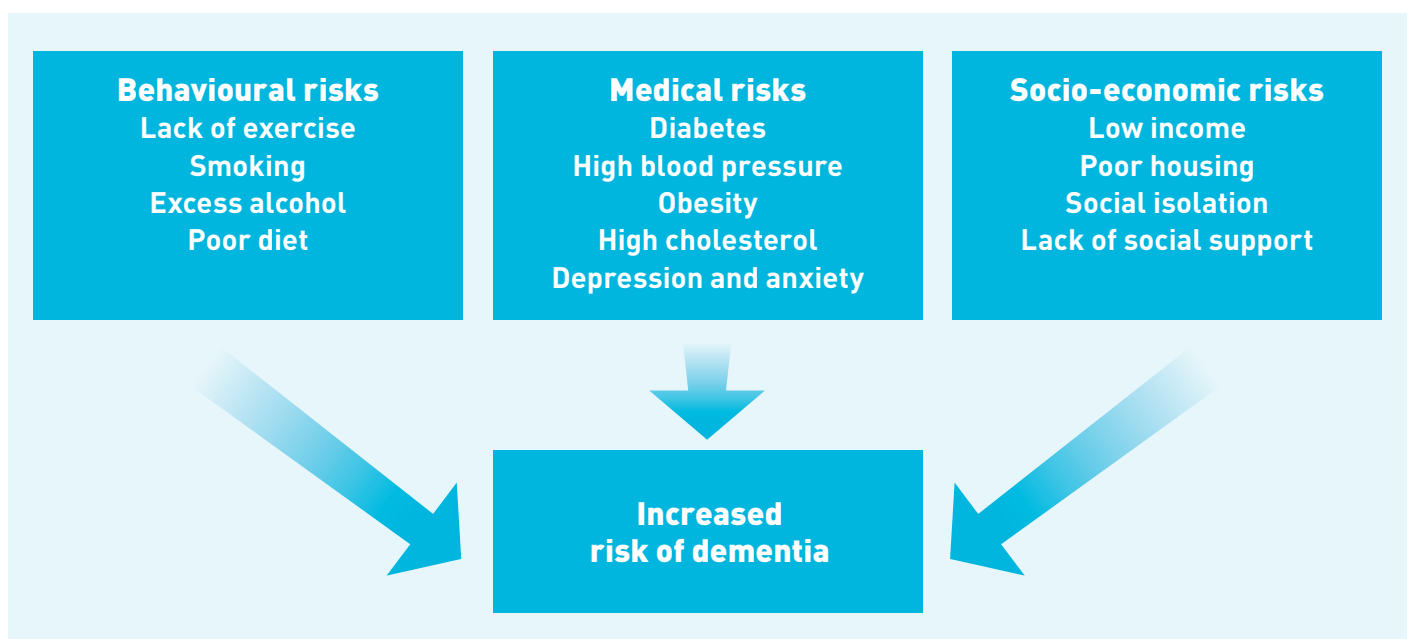 Behavioural risks
Lack of exercise
Smoking
Excess alcohol
Poor diet
Medical risks
Diabetes
High blood pressure
Obesity
High cholesterol
Depression and anxiety
Socio-economic risks
Low income
Poor housing
Social isolation
Lack of social support
Increased
risk of dementia